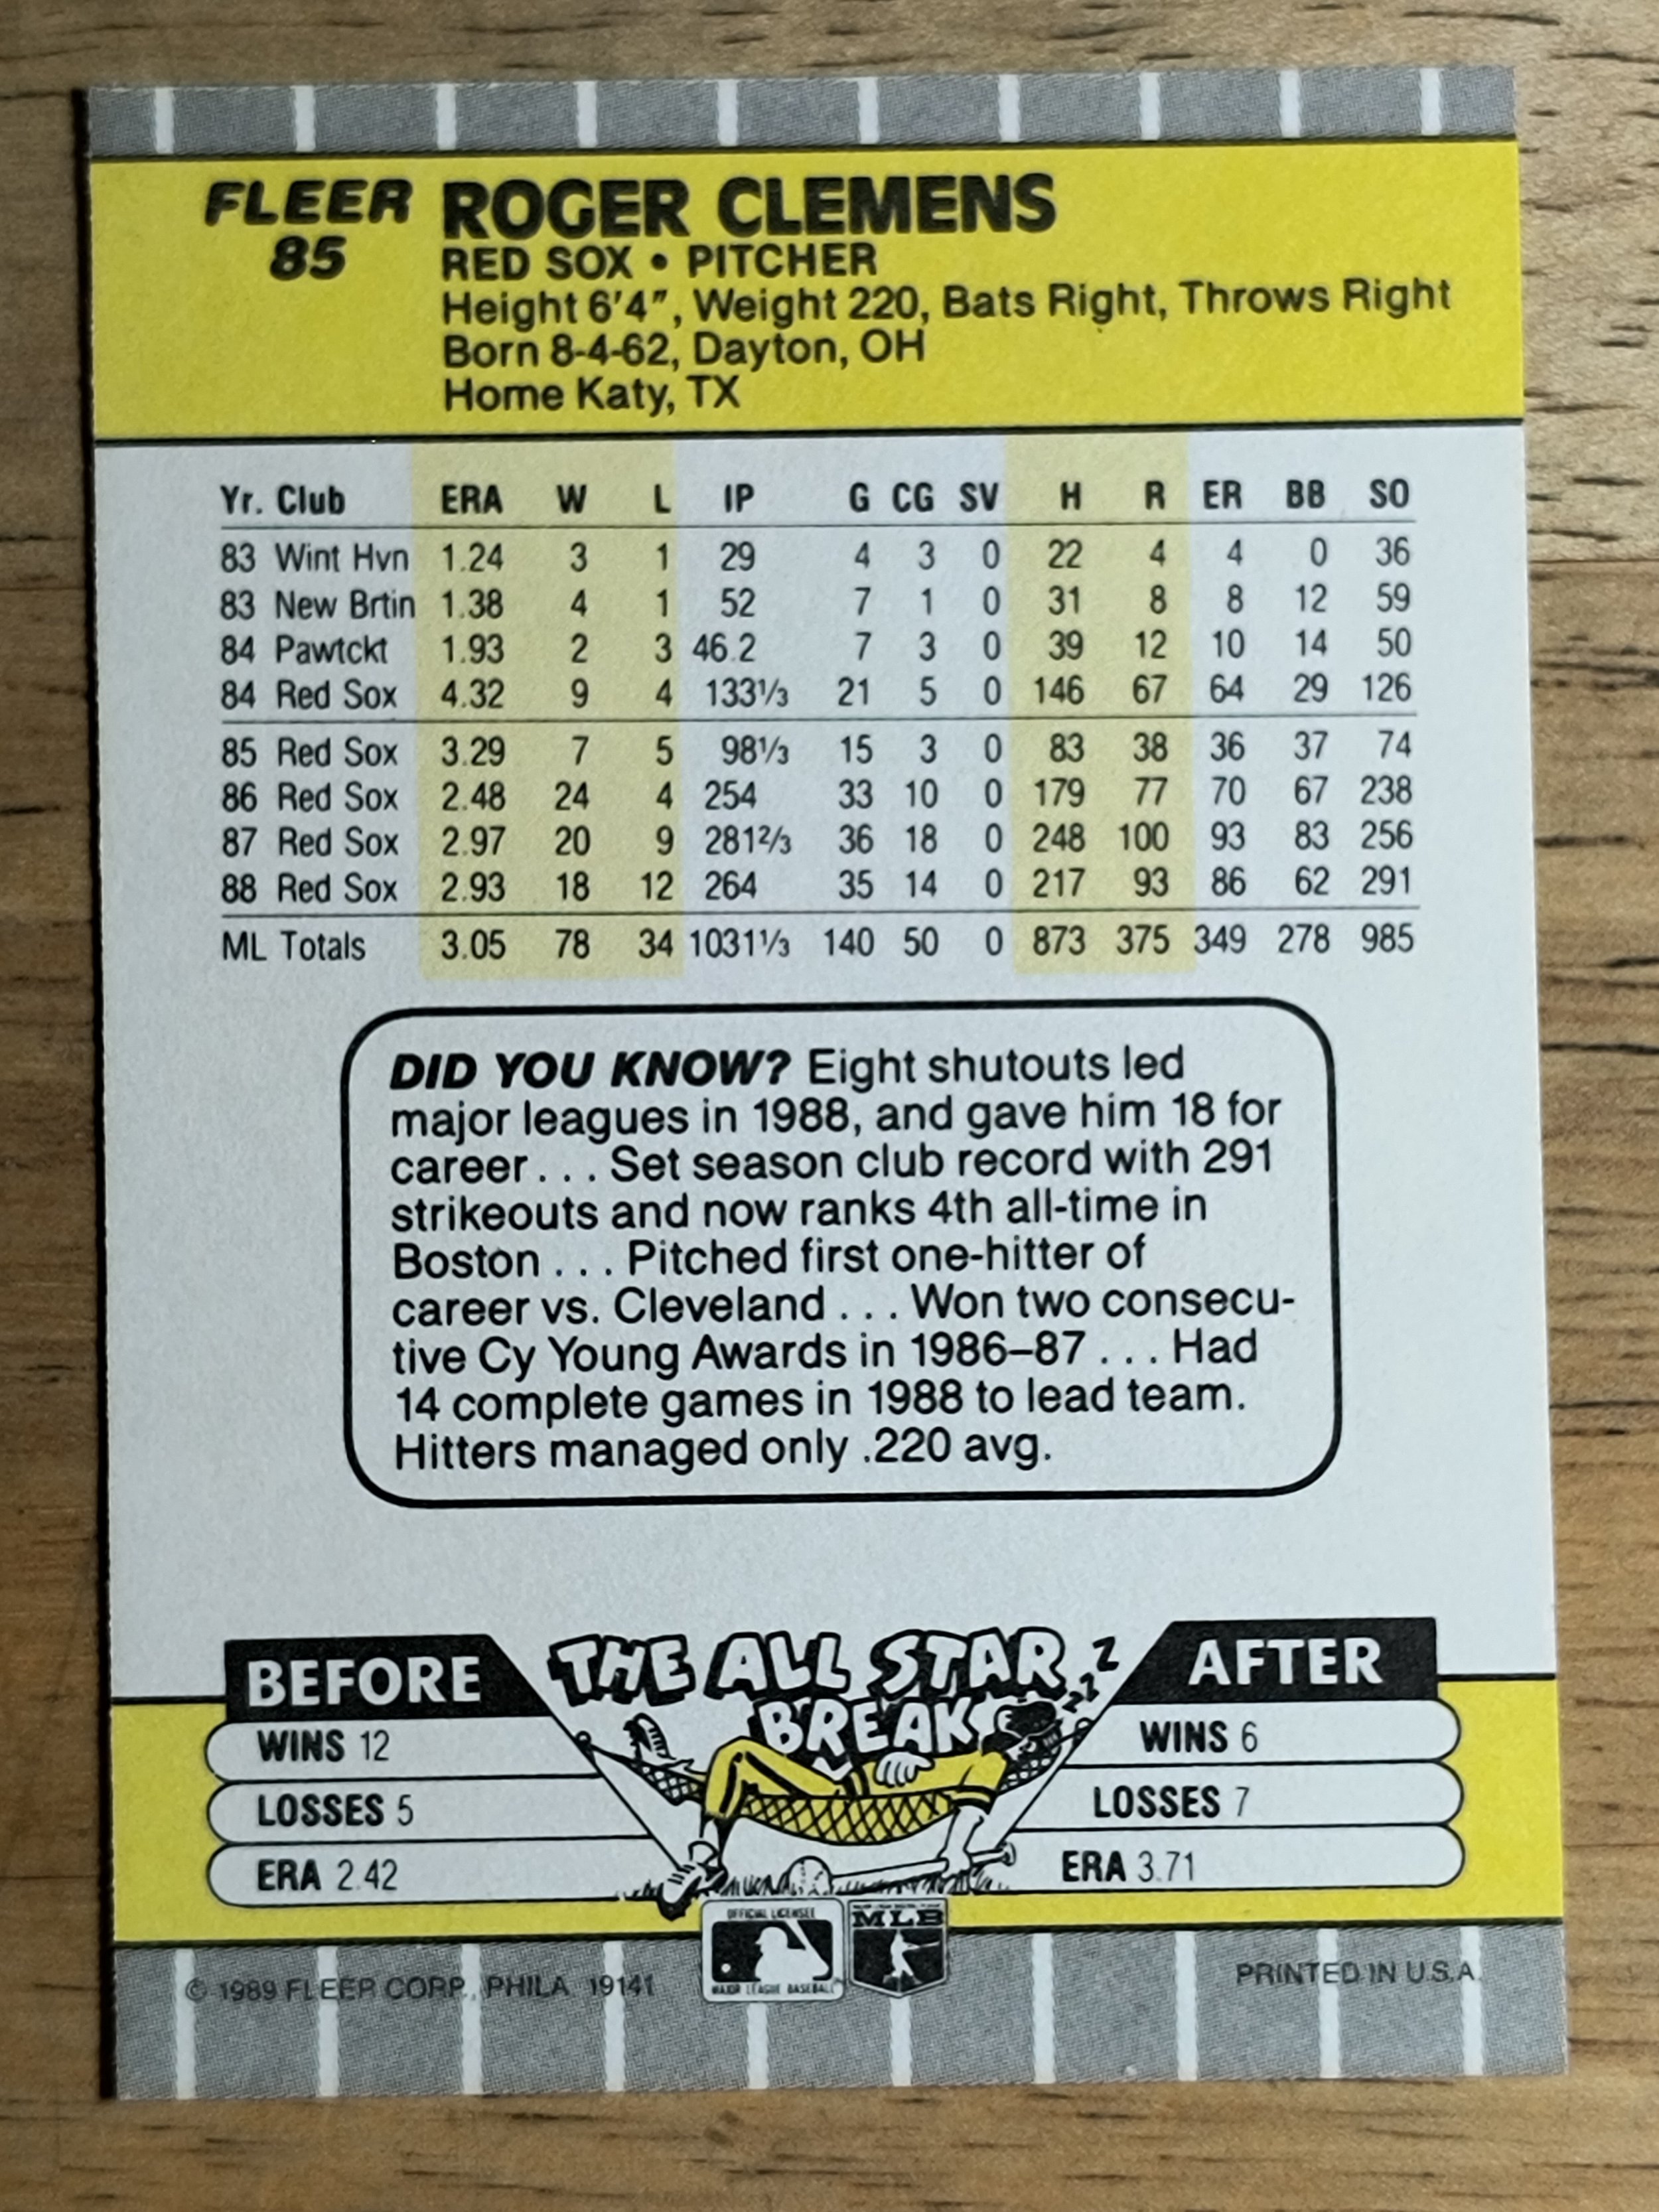 FLEER ROGER CLEMENS
85 RED SOX • PITCHER
Height 6'4", Weight 220, Bats Right, Throws Right
Born 8-4-62, Dayton, OH
Home Katy, TX
Yr. Club ERA W L IP G CG SV H R ER BB SO
83 Wint Hvn 1.24 3 1 29 4 3 0 22 4 4 0 36
83 New Brtin 1.38 4 1 52 7 1 0 31 8 8 12 59
84 Pawtckt 1.93 2 3 46.2 7 3 0 39 12 10 14 50
84 Red Sox 4.32 9 4 133⅓ 21 5 0 146 67 64 29 126
85 Red Sox 3.29 7 5 98⅓ 15 3 0 83 38 36 37 74
86 Red Sox 2.48 24 4 254 33 10 0 179 77 70 67 238
87 Red Sox 2.97 20 9 281⅔ 36 18 0 248 100 93 83 256
88 Red Sox 2.93 18 12 264 35 14 0 217 93 86 62 291
ML Totals 3.05 78 34 1031⅓ 140 50 0 873 375 349 278 985
DID YOU KNOW? Eight shutouts led
major leagues in 1988, and gave him 18 for
career . . . Set season club record with 291
strikeouts and now ranks 4th all-time in
Boston . . . Pitched first one-hitter of
career vs. Cleveland . . . Won two consecu-
tive Cy Young Awards in 1986–87 . . . Had
14 complete games in 1988 to lead team.
Hitters managed only .220 avg.
THE ALL STAR
BREAK
Z Z Z Z
BEFORE
WINS 12
LOSSES 5
ERA 2.42
AFTER
WINS 6
LOSSES 7
ERA 3.71
OFFICIAL LICENSEE
MAJOR LEAGUE BASEBALL
MLB
© 1989 FLEER CORP., PHILA. 19141
PRINTED IN U.S.A.